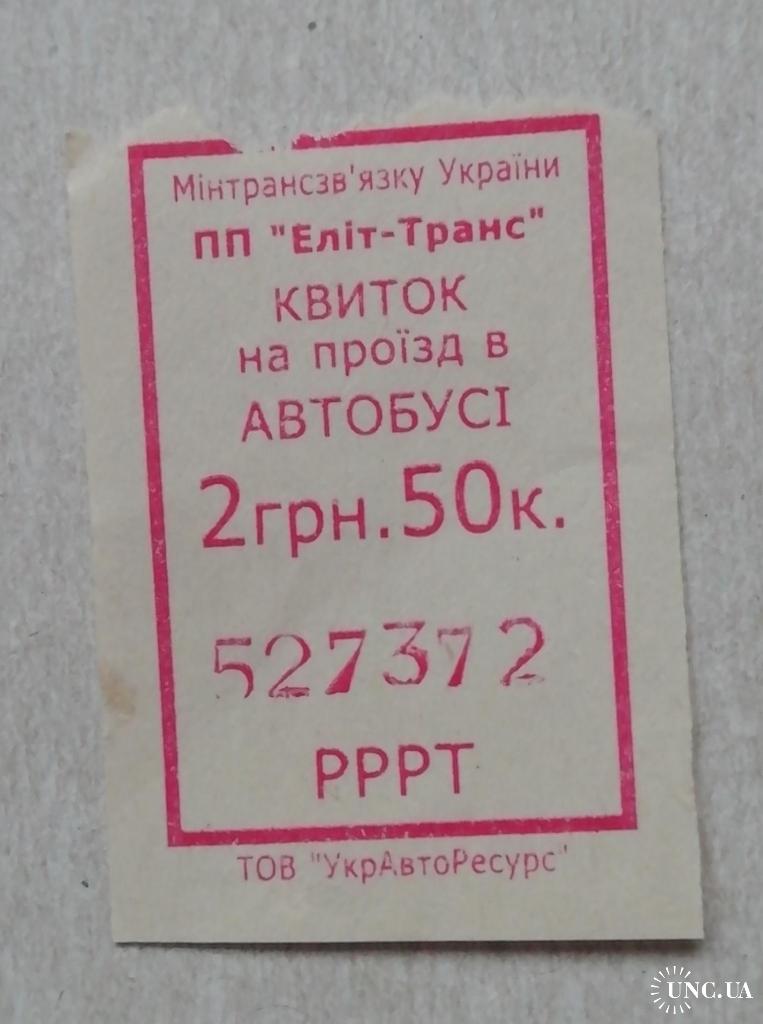 Мінтрансзв'язку України
ПП "Еліт-Транс"
КВИТОК
на проїзд в
АВТОБУСІ
2грн.50к.
527372
РРРТ
ТОВ "УкрАвтоРесурс"
UNC.UA